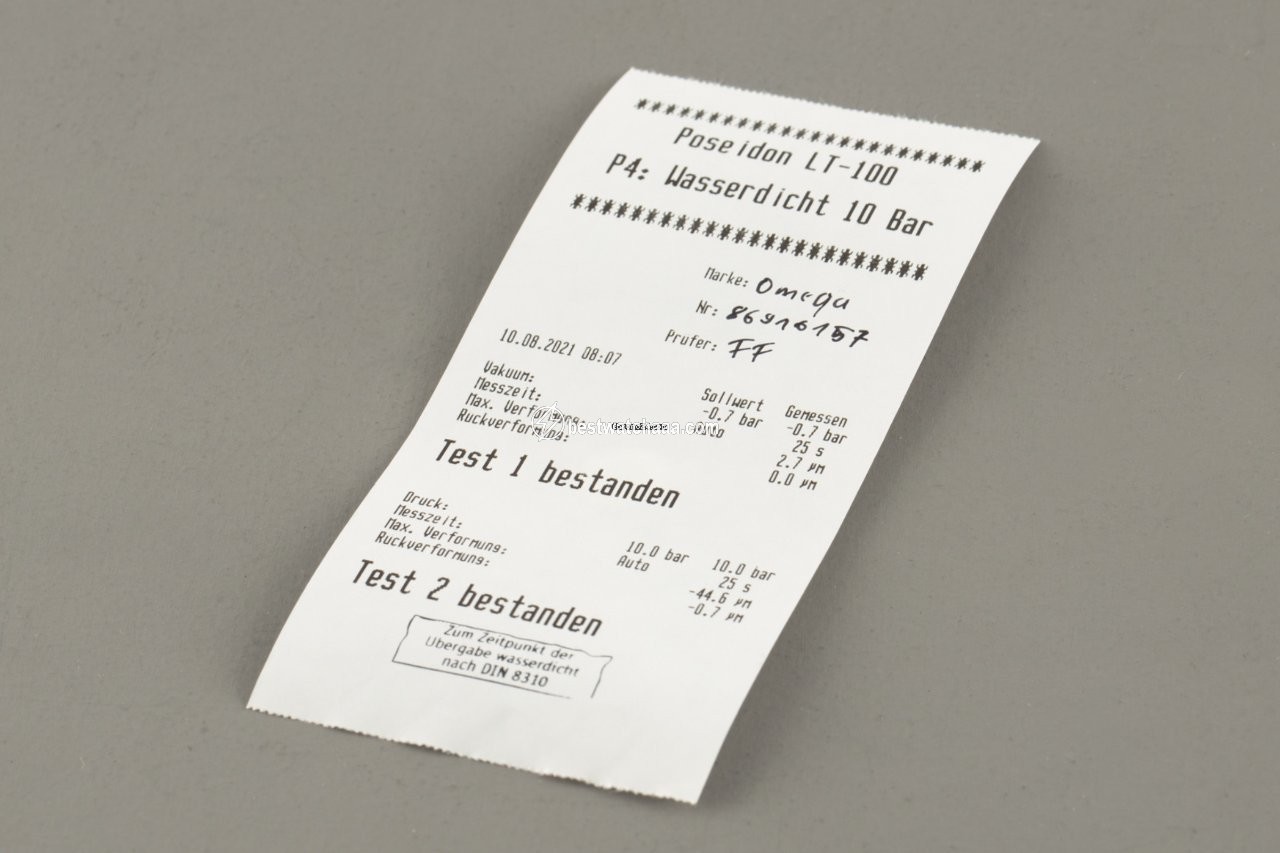 ************************
Poseidon LT-100
P4: Wasserdicht 10 Bar
************************
Marke: Omega
Nr: 86916157
Prufer: FF
10.08.2021 08:07
Sollwert Gemessen
Vakuum: -0.7 bar -0.7 bar
Messzeit: Auto 25 s
Max. Verformung: 2.7 µm
Ruckverformung: 0.0 µm
bestwatchasa.com
Test 1 bestanden
Druck: 10.0 bar 10.0 bar
Messzeit: Auto 25 s
Max. Verformung: -44.6 µm
Ruckverformung: -0.7 µm
Test 2 bestanden
Zum Zeitpunkt der
Übergabe wasserdicht
nach DIN 8310